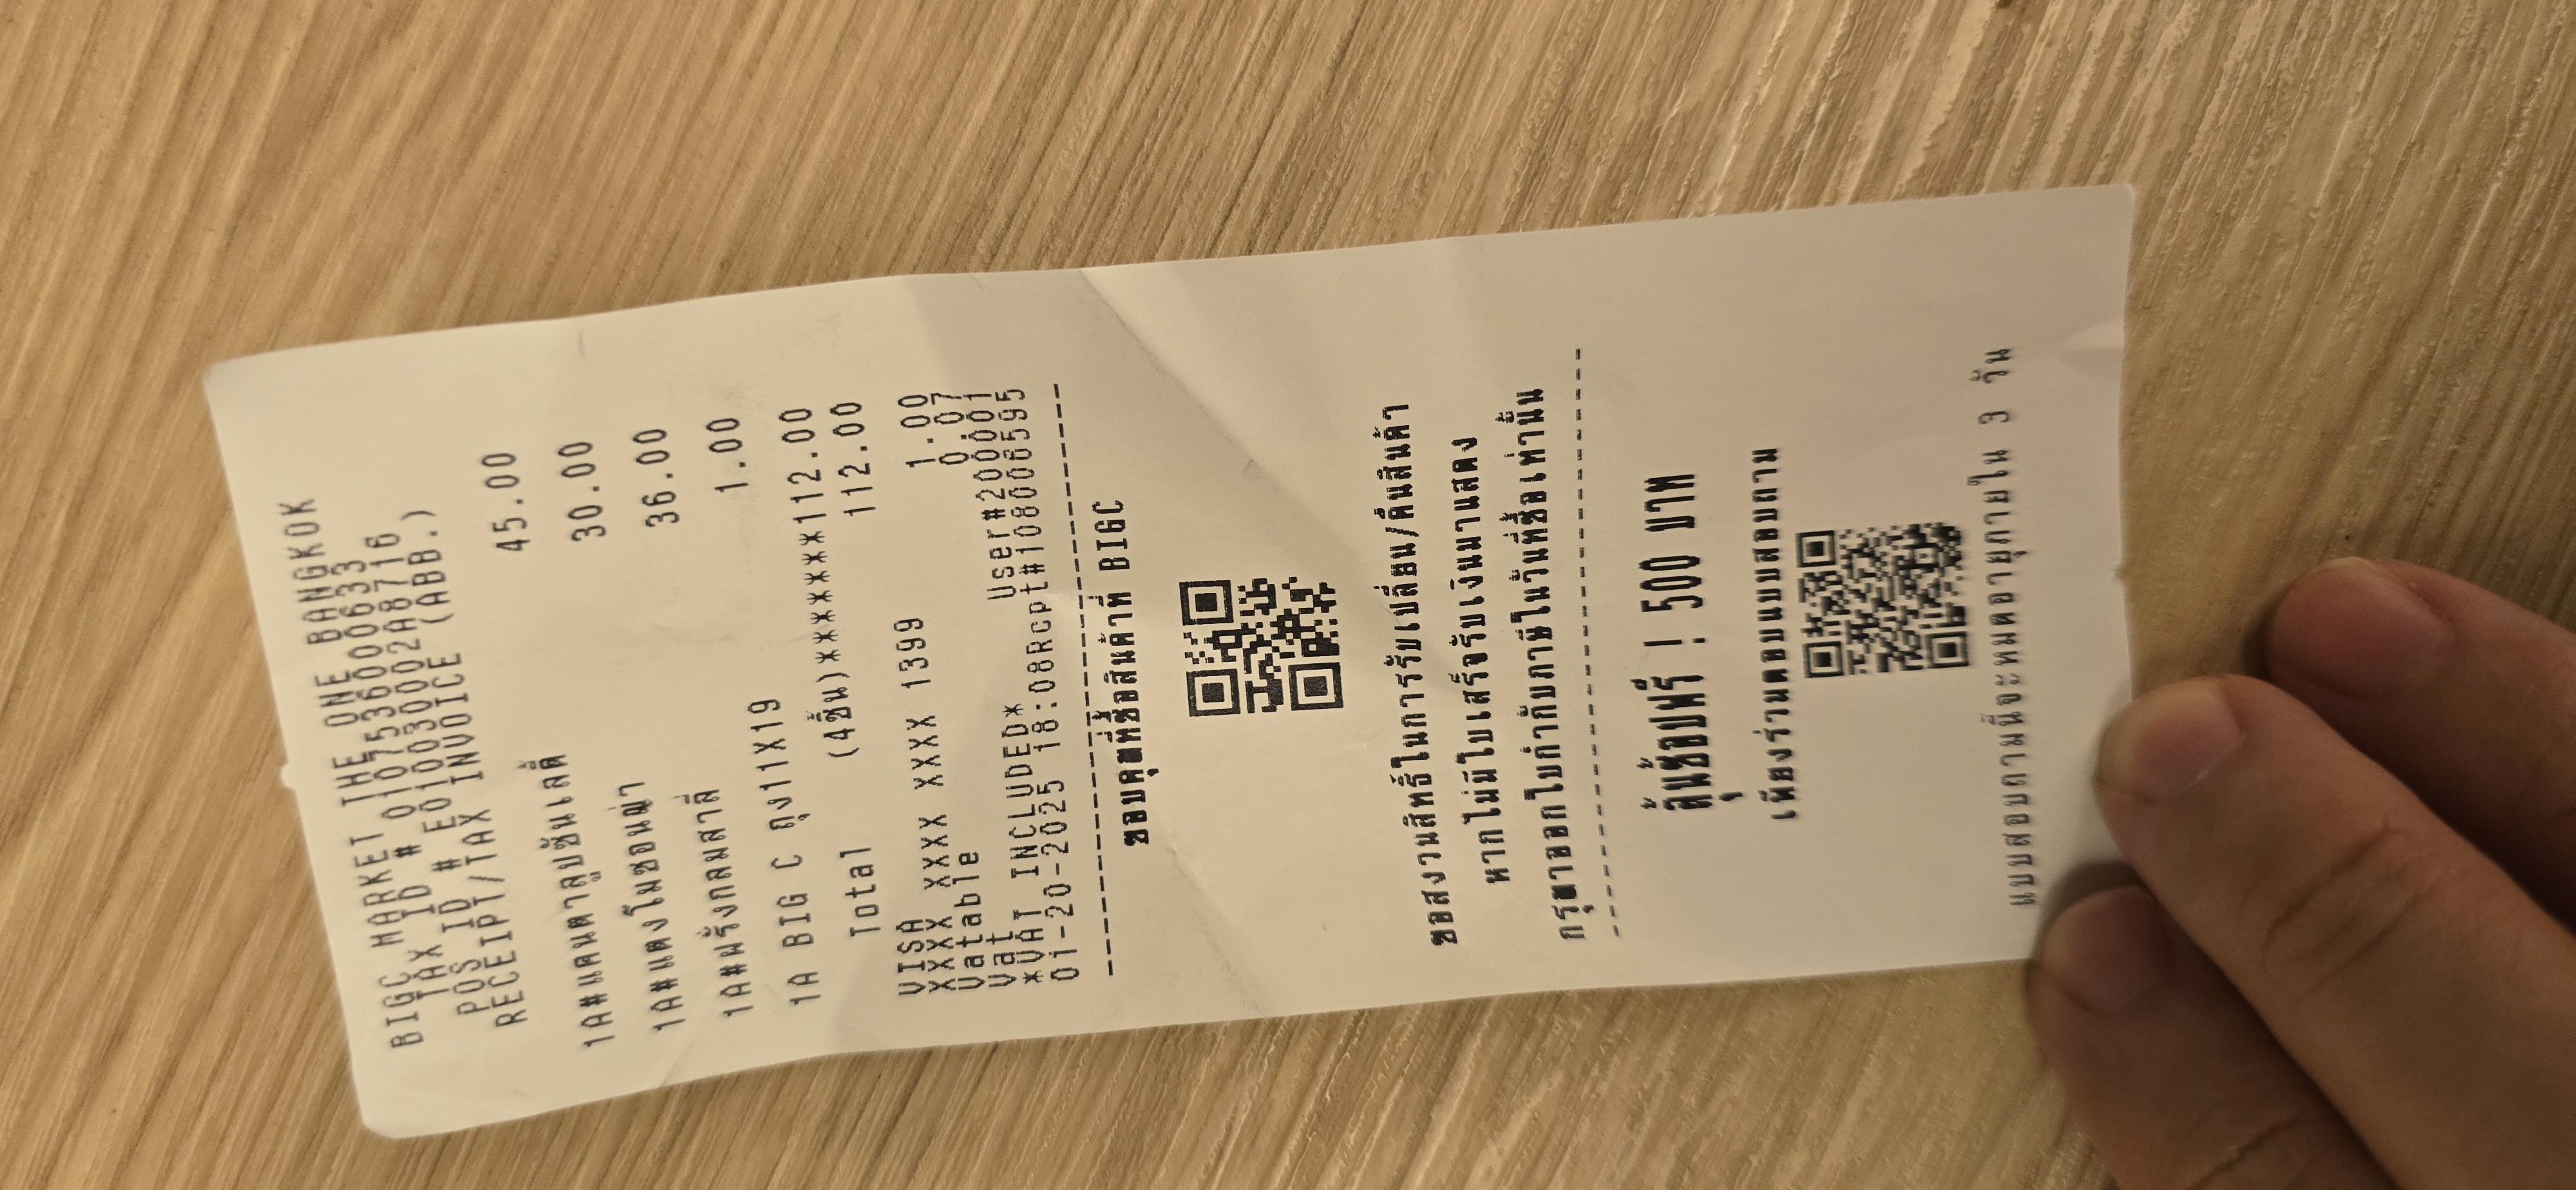 BIGC MARKET THE ONE BANGKOK
TAX ID # 0107536000633
POS ID # E010030002A8716
RECEIPT/TAX INVOICE (ABB.)
1A#แคนตาลูปซันเลดี้ 45.00
1A#แตงโมซอนญ่า 30.00
1A#ฝรั่งกลมสาลี่ 36.00
1A BIG C ถุง11X19 1.00
Total (4ชิ้น)*******112.00
VISA 112.00
XXXX XXXX XXXX 1399
Vatable 1.00
Vat 0.07
*VAT INCLUDED* User#200001
01-20-2025 18:08Rcpt#108006595
ขอบคุณที่ซื้อสินค้าที่ BIGC
ขอสงวนสิทธิ์ในการรับเปลี่ยน/คืนสินค้า
หากไม่มีใบเสร็จรับเงินมาแสดง
กรุณาออกใบกำกับภาษีในวันที่ซื้อเท่านั้น
ลุ้นช้อปฟรี ! 500 บาท
เพียงร่วมตอบแบบสอบถาม
แบบสอบถามนี้จะหมดอายุภายใน 3 วัน